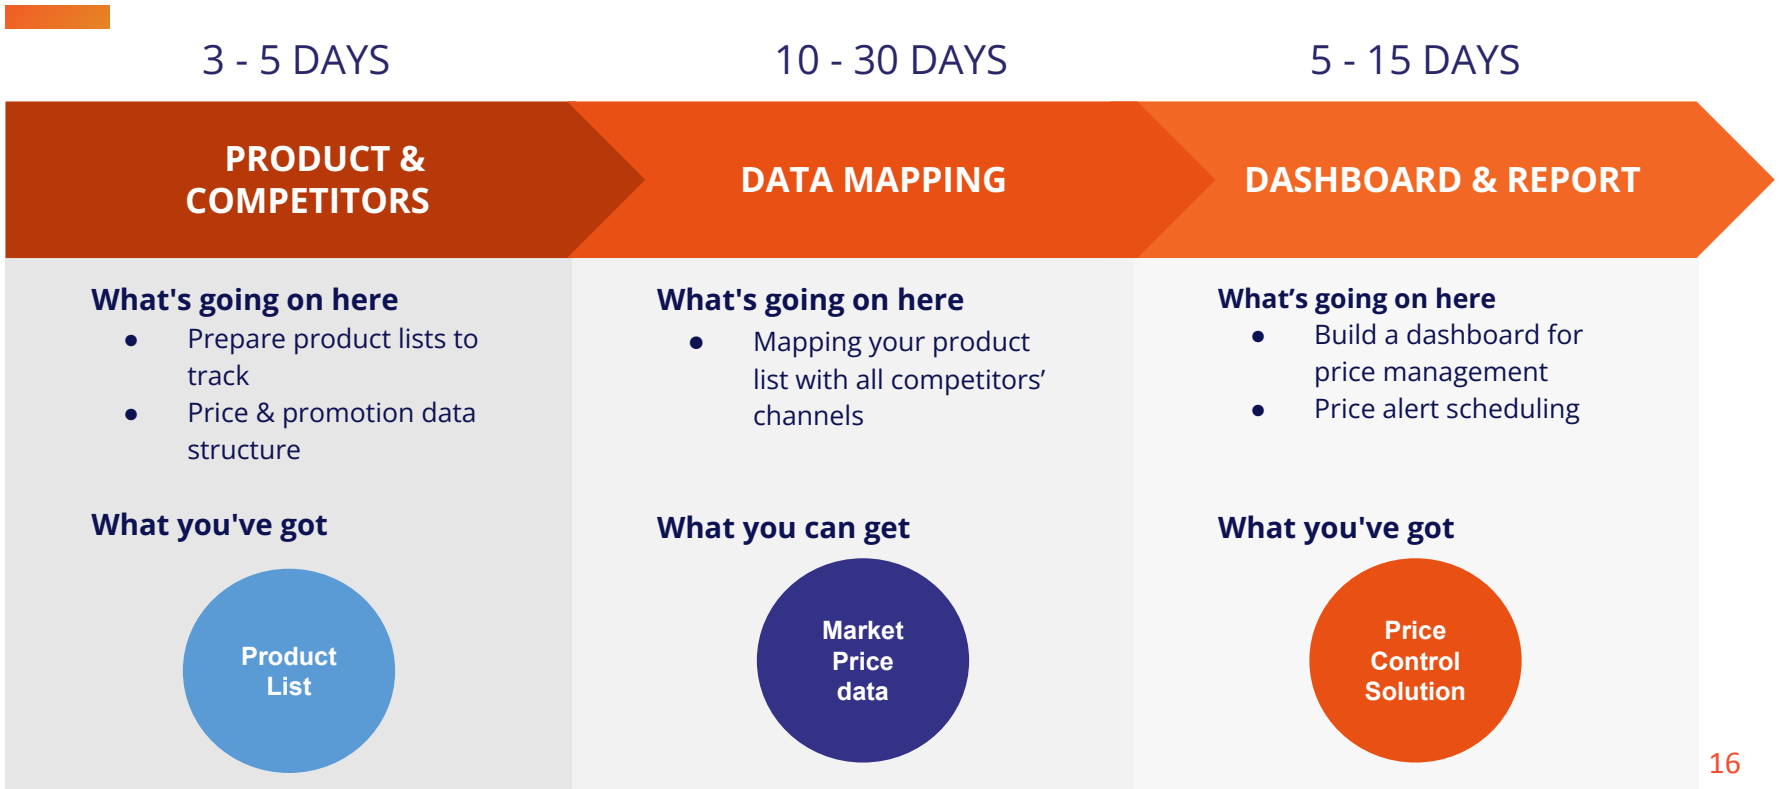 3 - 5 DAYS
10 - 30 DAYS
5 - 15 DAYS
PRODUCT &
COMPETITORS
DATA MAPPING
DASHBOARD & REPORT
What's going on here
● Prepare product lists to
track
● Price & promotion data
structure
What you've got
Product
List
What's going on here
● Mapping your product
list with all competitors’
channels
What you can get
Market
Price
data
What’s going on here
● Build a dashboard for
price management
● Price alert scheduling
What you've got
Price
Control
Solution
16